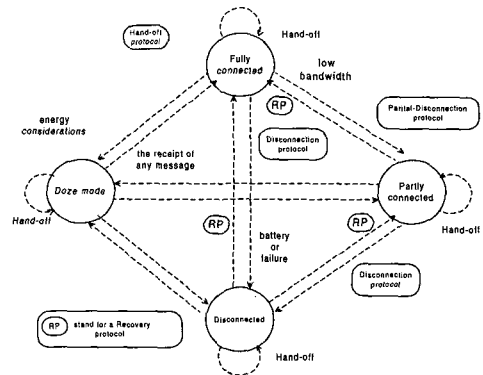 Hand-off
protocol
Hand-off
Fully
connected
low
bandwidth
RP
Parital-Disconnection
protocol
energy
considerations
Disconnection
protocol
the receipt of
any message
Doze mode
Partly
connected
Hand-off
RP
RP
Hand-off
battery
or
failure
Disconnection
protocol
Disconnected
RP
stand for a Recovery
protocol
Hand-off